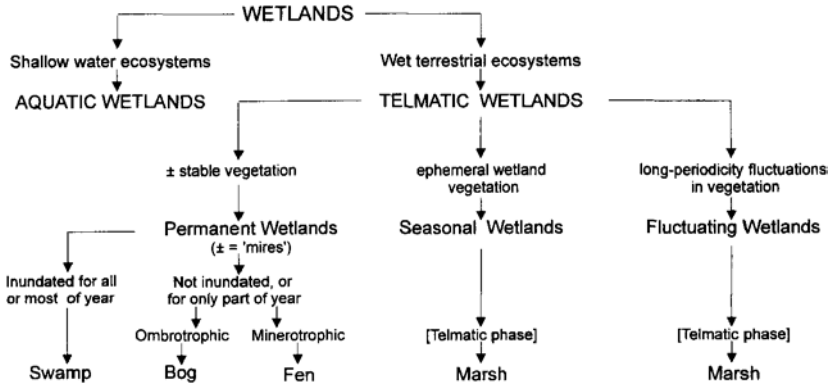 WETLANDS
Shallow water ecosystems
Wet terrestrial ecosystems
AQUATIC WETLANDS
TELMATIC WETLANDS
± stable vegetation
ephemeral wetland
vegetation
long-periodicity fluctuations
in vegetation
Permanent Wetlands
(± = 'mires')
Seasonal Wetlands
Fluctuating Wetlands
Inundated for all
or most of year
Not inundated, or
for only part of year
Ombrotrophic
Minerotrophic
[Telmatic phase]
[Telmatic phase]
Swamp
Bog
Fen
Marsh
Marsh